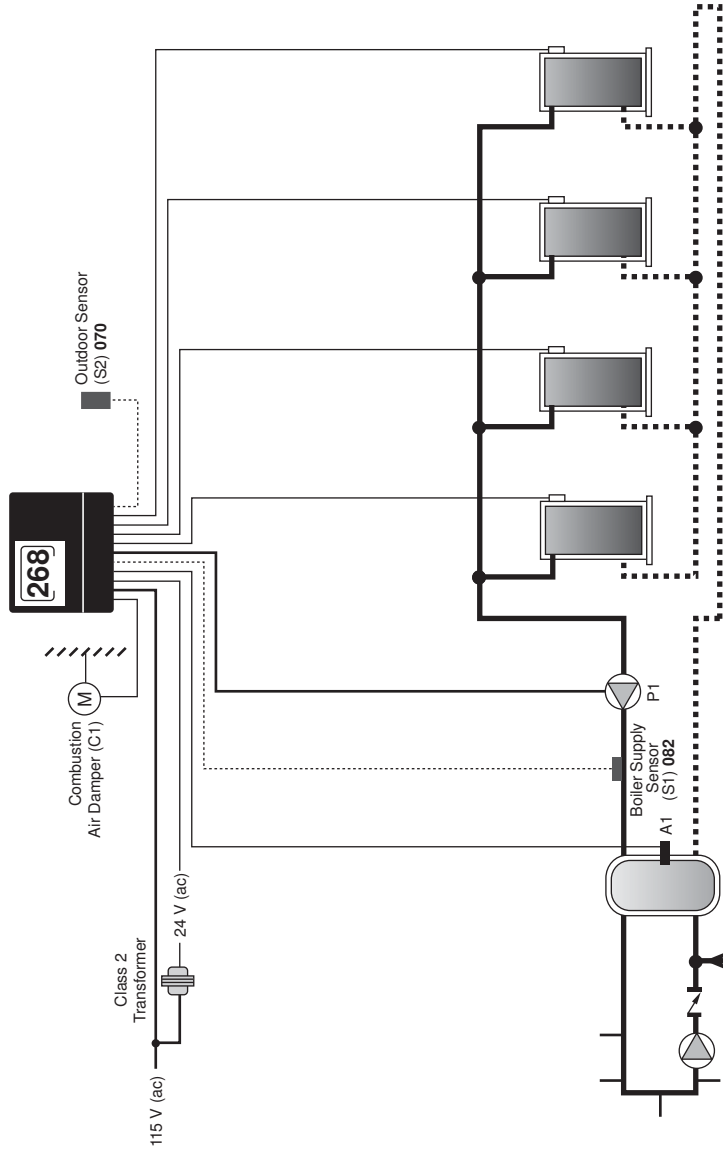 268
Outdoor Sensor
(S2) 070
M
Combustion
Air Damper (C1)
Class 2
Transformer
115 V (ac)
24 V (ac)
P1
Boiler Supply
Sensor
(S1) 082
A1